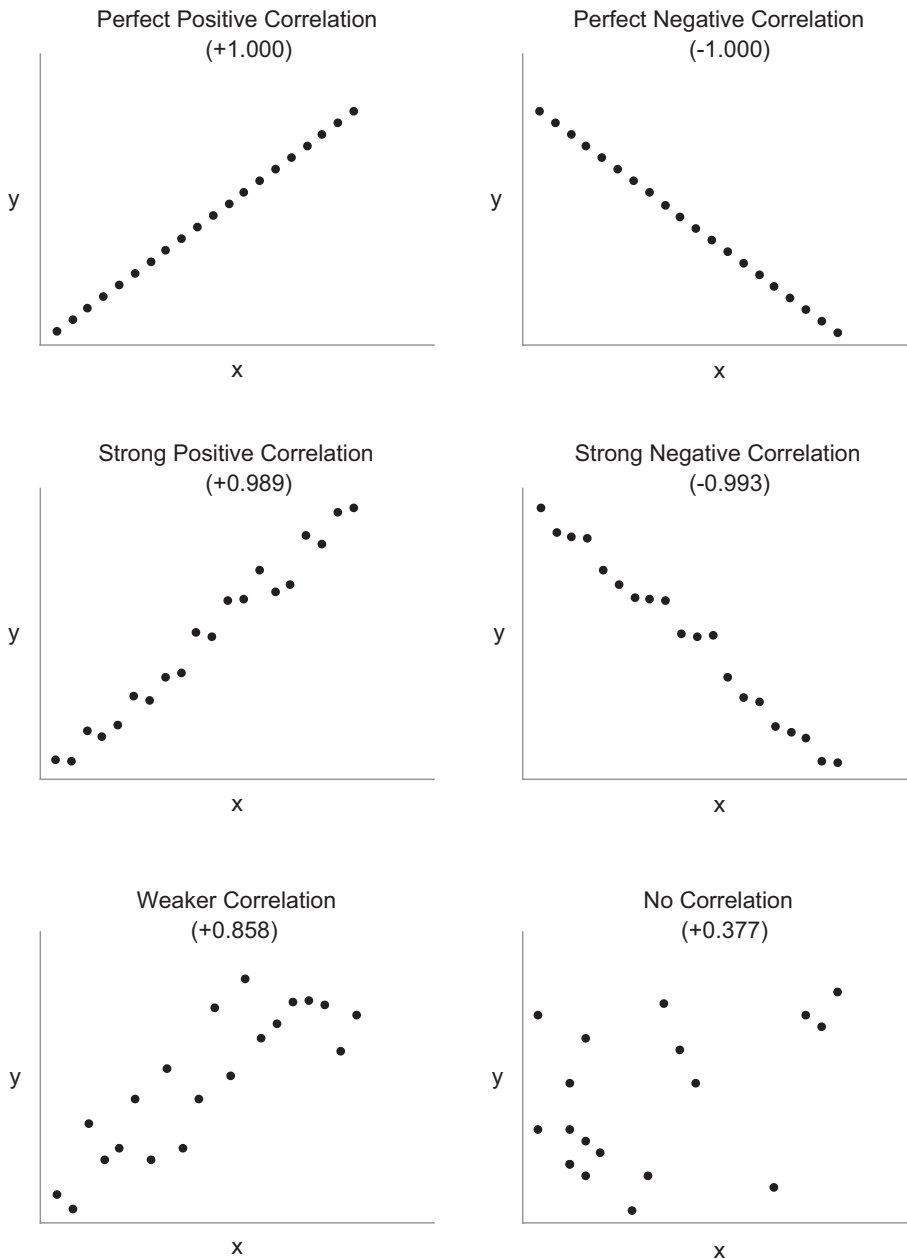 Perfect Positive Correlation
(+1.000)
y
x
Perfect Negative Correlation
(-1.000)
y
x
Strong Positive Correlation
(+0.989)
y
x
Strong Negative Correlation
(-0.993)
y
x
Weaker Correlation
(+0.858)
y
x
No Correlation
(+0.377)
y
x